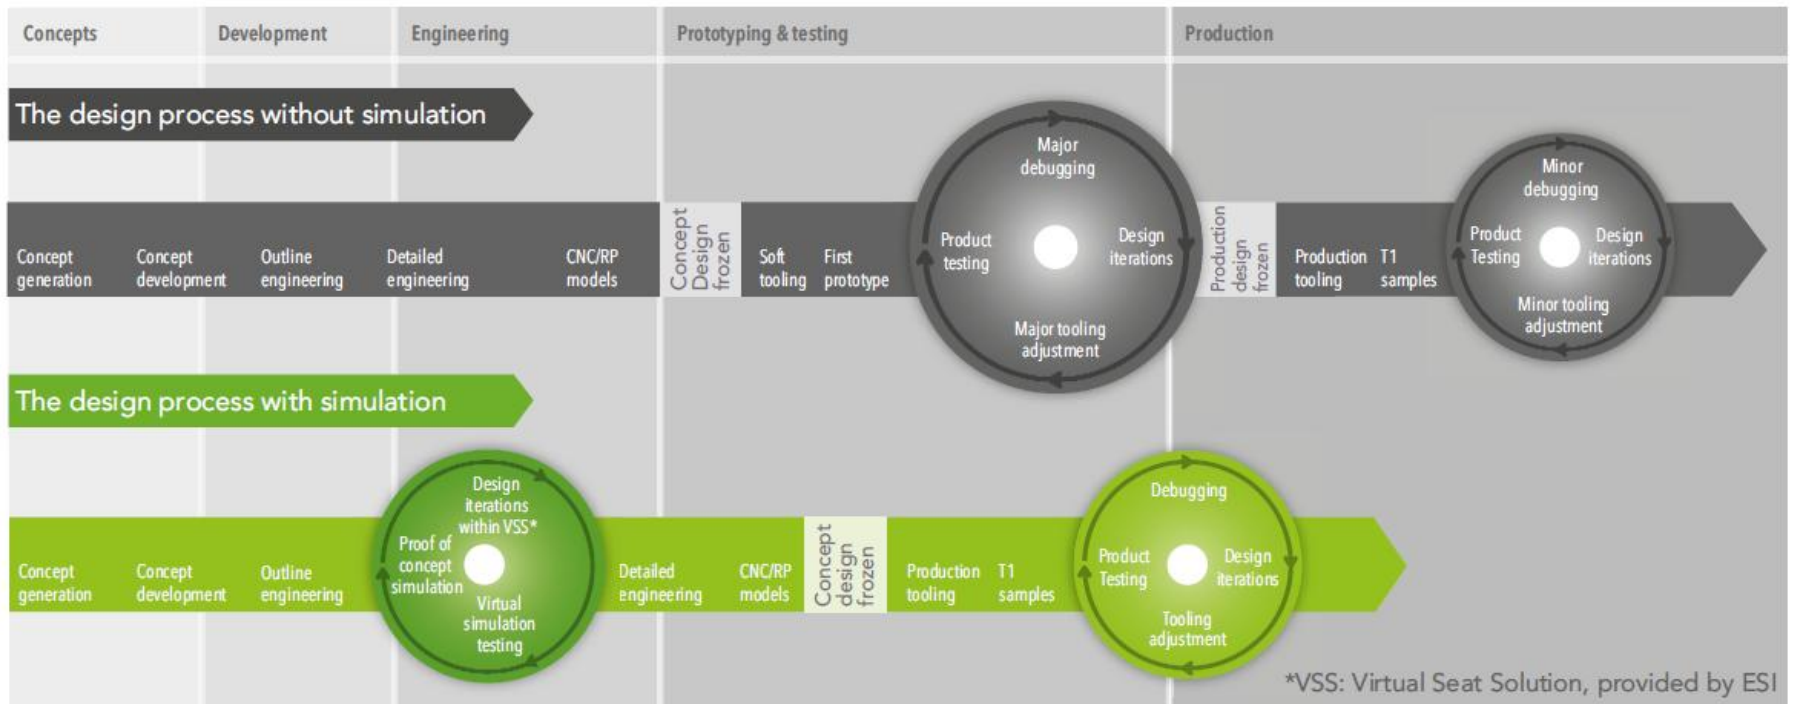 Concepts
Development
Engineering
Prototyping & testing
Production
The design process without simulation
Concept
generation
Concept
development
Outline
engineering
Detailed
engineering
CNC/RP
models
Concept
Design
frozen
Soft
tooling
First
prototype
Major
debugging
Product
testing
Design
iterations
Major tooling
adjustment
Production
design
frozen
Production
tooling
T1
samples
Minor
debugging
Product
Testing
Design
iterations
Minor tooling
adjustment
The design process with simulation
Concept
generation
Concept
development
Outline
engineering
Design
iterations
within VSS*
Proof of
concept
simulation
Virtual
simulation
testing
Detailed
engineering
CNC/RP
models
Concept
design
frozen
Production
tooling
T1
samples
Debugging
Product
Testing
Design
iterations
Tooling
adjustment
*VSS: Virtual Seat Solution, provided by ESI